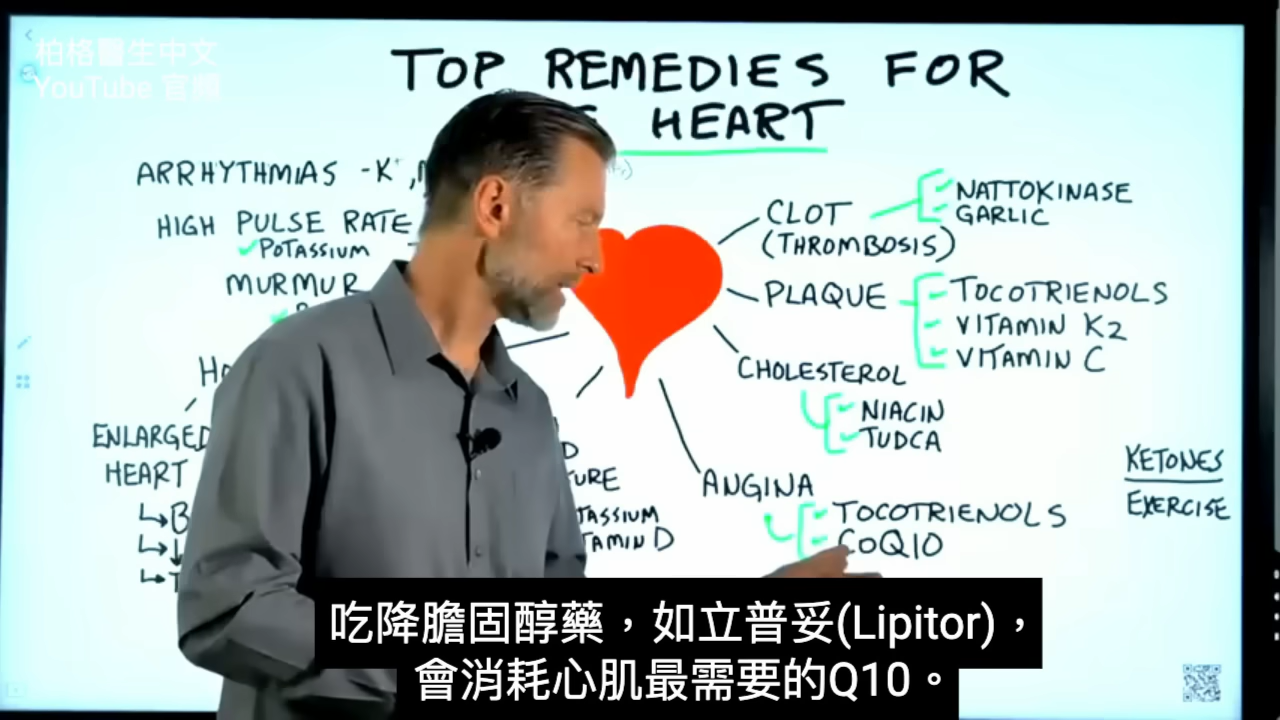 柏格醫生中文
YouTube 官
TOP REMEDIES FOR
HEART
ARRHYTHMIAS -K+,
HIGH PULSE RATE
✓POTASSIUM
MURMUR
CLOT
(THROMBOSIS)
NATTOKINASE
GARLIC
PLAQUE
TOCOTRIENOLS
VITAMIN K2
VITAMIN C
CHOLESTEROL
NIACIN
TUDCA
ENLARGED
HEART
ANGINA
TOCOTRIENOLS
CoQ10
KETONES
EXERCISE
吃降膽固醇藥，如立普妥(Lipitor)，
會消耗心肌最需要的Q10。